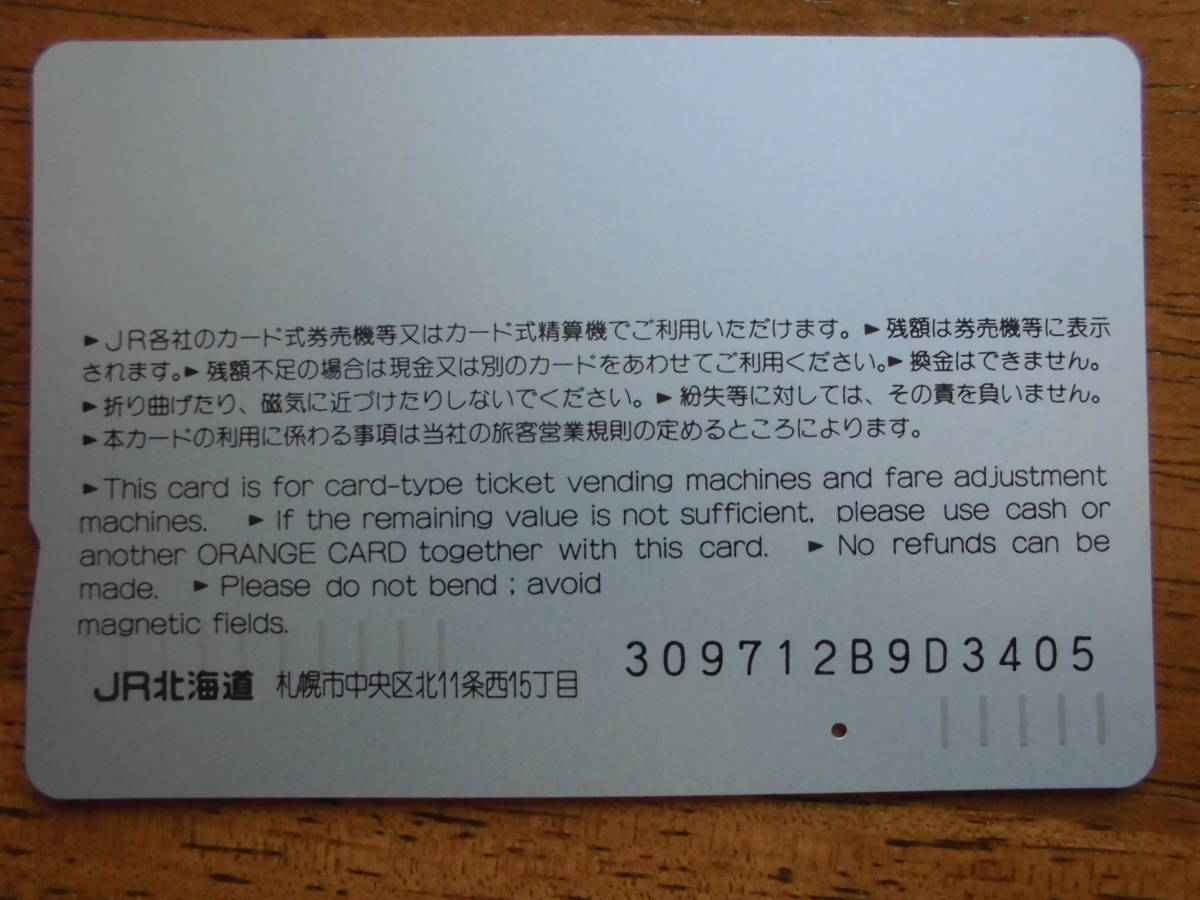 ►JR各社のカード式券売機等又はカード式精算機でご利用いただけます。►残額は券売機等に表示
されます。►残額不足の場合は現金又は別のカードをあわせてご利用ください。►換金はできません。
►折り曲げたり、磁気に近づけたりしないでください。►紛失等に対しては、その責を負いません。
►本カードの利用に係わる事項は当社の旅客営業規則の定めるところによります。
►This card is for card-type ticket vending machines and fare adjustment
machines. ►If the remaining value is not sufficient, please use cash or
another ORANGE CARD together with this card. ►No refunds can be
made. ►Please do not bend ; avoid
magnetic fields.
309712B9D3405
JR北海道 札幌市中央区北11条西15丁目